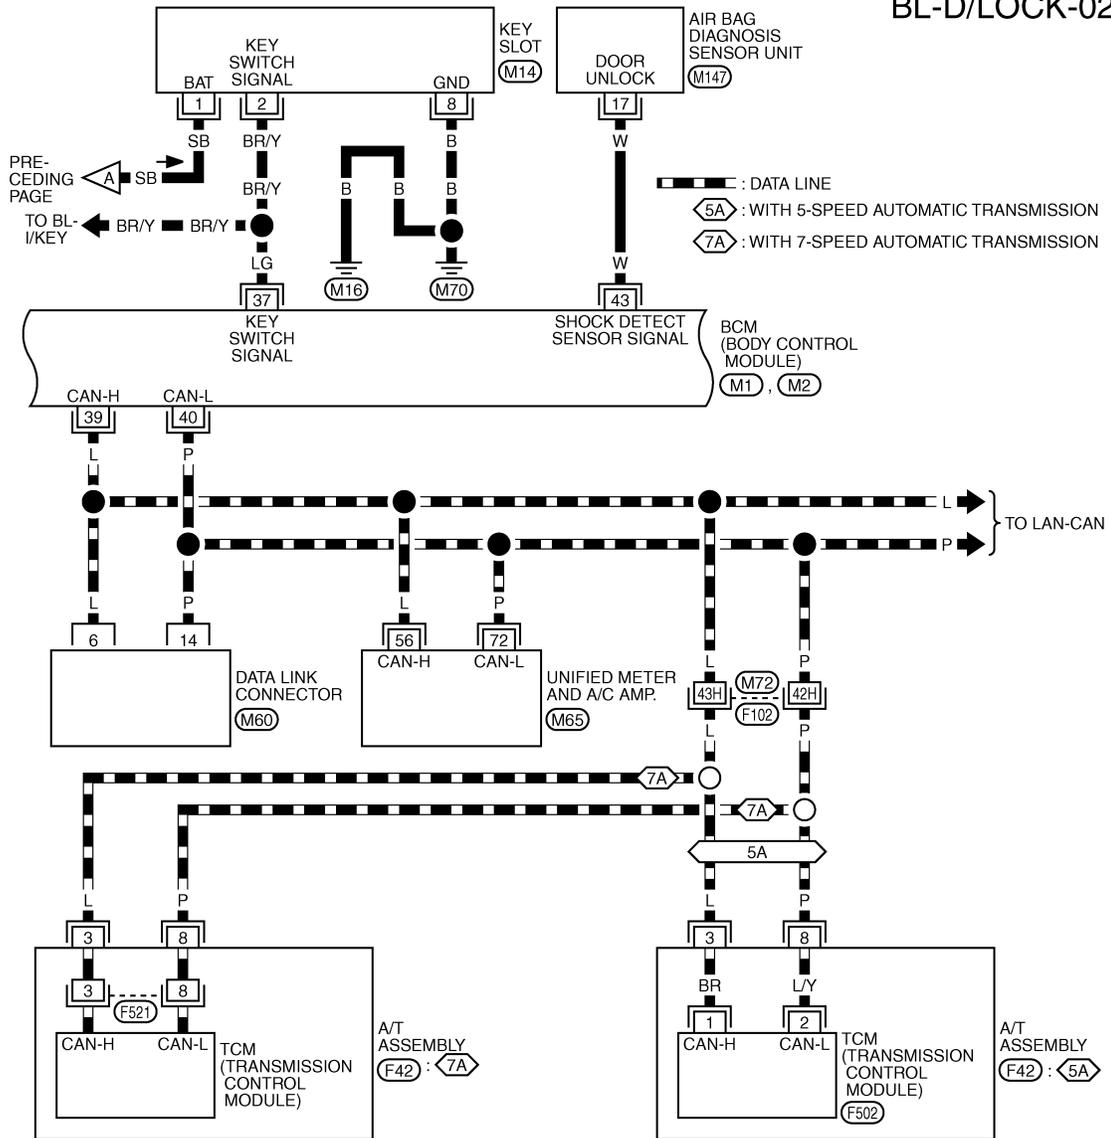 BL-D/LOCK-02
KEY
SLOT
M14
KEY
SWITCH
SIGNAL
BAT
GND
1
2
8
AIR BAG
DIAGNOSIS
SENSOR UNIT
M147
DOOR
UNLOCK
17
SB
BR/Y
B
W
PRE-
CEDING
PAGE
A
SB
BR/Y
B
B
B
TO BL-
I/KEY
BR/Y
BR/Y
LG
M16
M70
W
: DATA LINE
5A : WITH 5-SPEED AUTOMATIC TRANSMISSION
7A : WITH 7-SPEED AUTOMATIC TRANSMISSION
37
43
KEY
SWITCH
SIGNAL
SHOCK DETECT
SENSOR SIGNAL
BCM
(BODY CONTROL
MODULE)
M1 , M2
CAN-H
CAN-L
39
40
L
P
L
P
TO LAN-CAN
L
P
L
P
6
14
56
72
CAN-H
CAN-L
DATA LINK
CONNECTOR
M60
UNIFIED METER
AND A/C AMP.
M65
L
P
43H
M72
42H
F102
L
P
7A
7A
5A
L
P
L
P
3
8
3
8
3
8
F521
CAN-H
CAN-L
TCM
(TRANSMISSION
CONTROL
MODULE)
A/T
ASSEMBLY
F42 : 7A
BR
L/Y
1
2
CAN-H
CAN-L
TCM
(TRANSMISSION
CONTROL
MODULE)
F502
A/T
ASSEMBLY
F42 : 5A